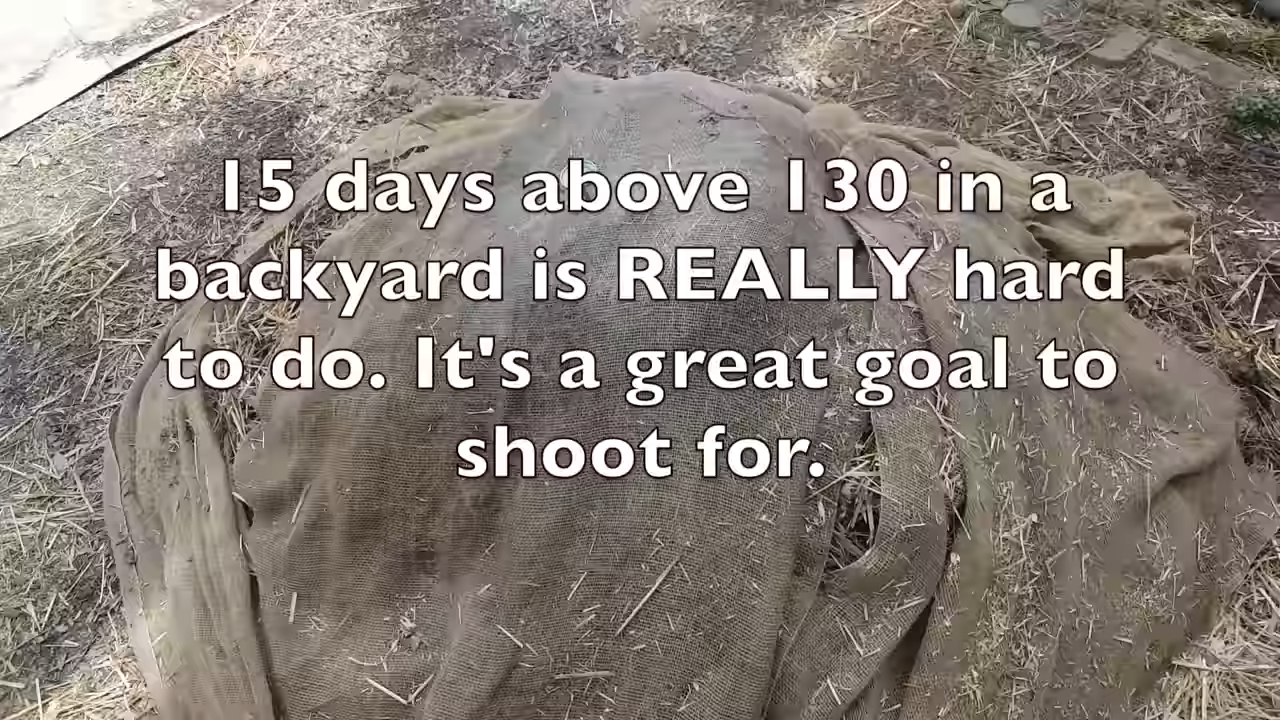 15 days above 130 in a
backyard is REALLY hard
to do. It's a great goal to
shoot for.